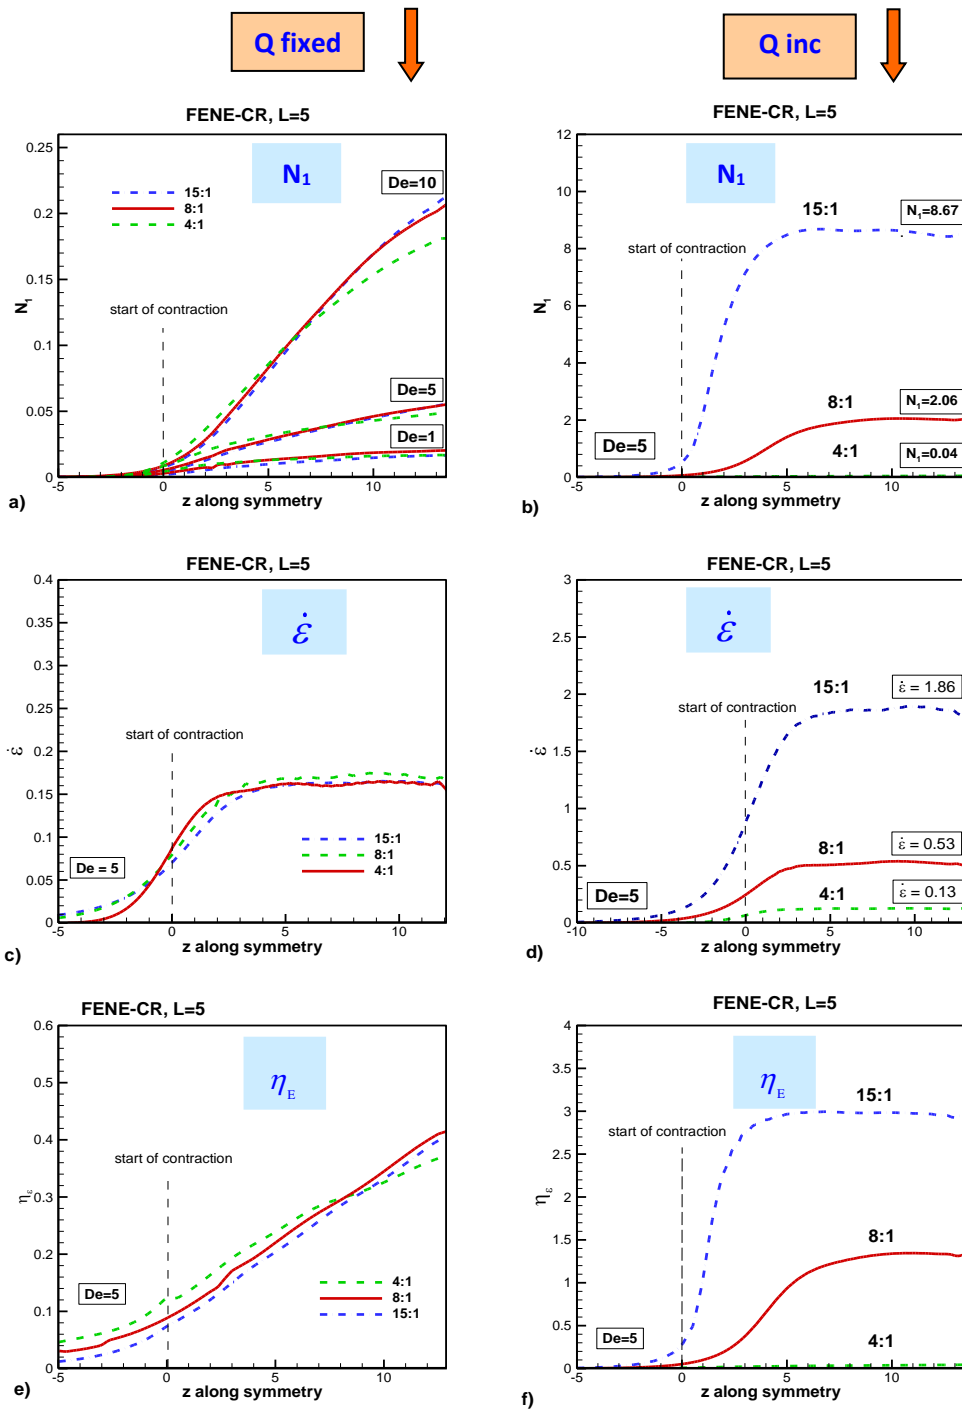 Q fixed
Q inc
FENE-CR, L=5
N₁
De=10
15:1
8:1
4:1
start of contraction
De=5
De=1
N₁
0.25
0.2
0.15
0.1
0.05
0
-5
0
5
10
z along symmetry
a)
FENE-CR, L=5
N₁
15:1
N₁=8.67
start of contraction
8:1
N₁=2.06
4:1
N₁=0.04
De=5
N₁
12
10
8
6
4
2
0
-5
0
5
10
z along symmetry
b)
FENE-CR, L=5
ε̇
start of contraction
De = 5
15:1
8:1
4:1
ε̇
0.4
0.35
0.3
0.25
0.2
0.15
0.1
0.05
0
-5
0
5
10
z along symmetry
c)
FENE-CR, L=5
ε̇
15:1
ε̇ = 1.86
start of contraction
8:1
ε̇ = 0.53
4:1
ε̇ = 0.13
De=5
ε̇
3
2.5
2
1.5
1
0.5
0
-10
-5
0
5
10
z along symmetry
d)
FENE-CR, L=5
η_E
start of contraction
De=5
4:1
8:1
15:1
η_ε
0.6
0.5
0.4
0.3
0.2
0.1
0
-5
0
5
10
z along symmetry
e)
FENE-CR, L=5
η_E
15:1
start of contraction
8:1
4:1
De=5
η_ε
4
3.5
3
2.5
2
1.5
1
0.5
0
-5
0
5
10
z along symmetry
f)